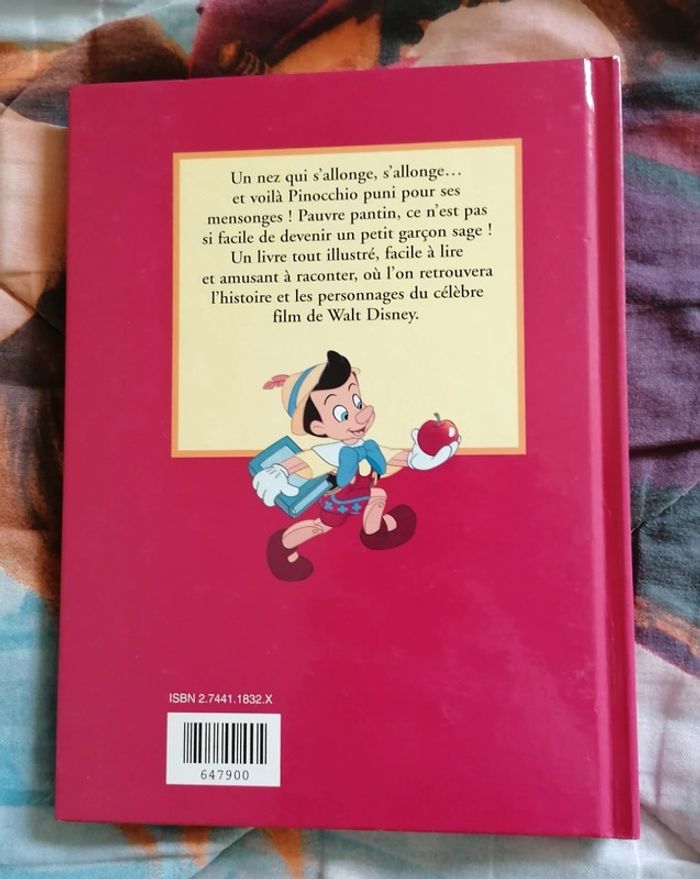 Un nez qui s'allonge, s'allonge…
et voilà Pinocchio puni pour ses
mensonges ! Pauvre pantin, ce n'est pas
si facile de devenir un petit garçon sage !
Un livre tout illustré, facile à lire
et amusant à raconter, où l'on retrouvera
l'histoire et les personnages du célèbre
film de Walt Disney.
ISBN 2.7441.1832.X
647900